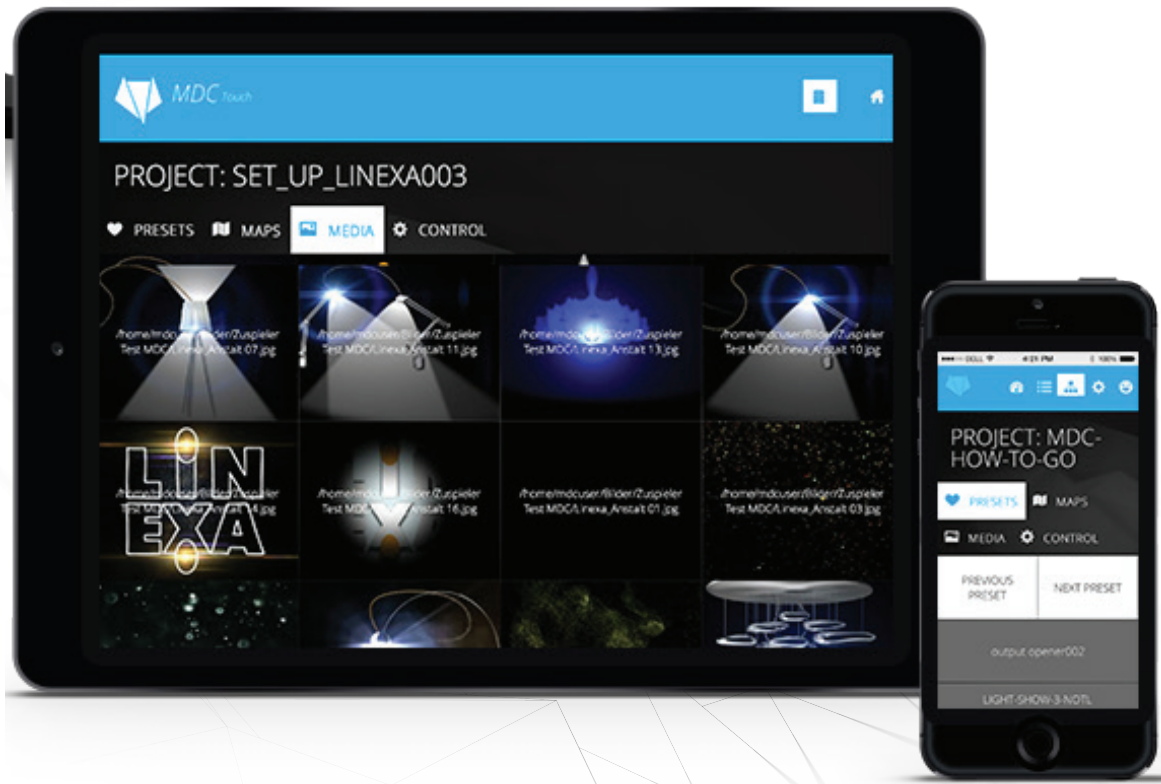 MDC Touch
PROJECT: SET_UP_LINEXA003
PRESETS MAPS MEDIA CONTROL
/home/mdcuser/Bilder/Zuspieler
Test MDC/Linexa_Anstalt 07.jpg
/home/mdcuser/Bilder/Zuspieler
Test MDC/Linexa_Anstalt 11.jpg
/home/mdcuser/Bilder/Zuspieler
Test MDC/Linexa_Anstalt 13.jpg
/home/mdcuser/Bilder/Zuspieler
Test MDC/Linexa_Anstalt 10.jpg
LIN
EXA
/home/mdcuser/Bilder/Zuspieler
Test MDC/Linexa_Anstalt 16.jpg
/home/mdcuser/Bilder/Zuspieler
Test MDC/Linexa_Anstalt 01.jpg
/home/mdcuser/Bilder/Zuspieler
Test MDC/Linexa_Anstalt 03.jpg
4:21 PM
100%
PROJECT: MDC-
HOW-TO-GO
PRESETS MAPS
MEDIA CONTROL
PREVIOUS
PRESET
NEXT PRESET
output opener002
LIGHT-SHOW-3-NOTL